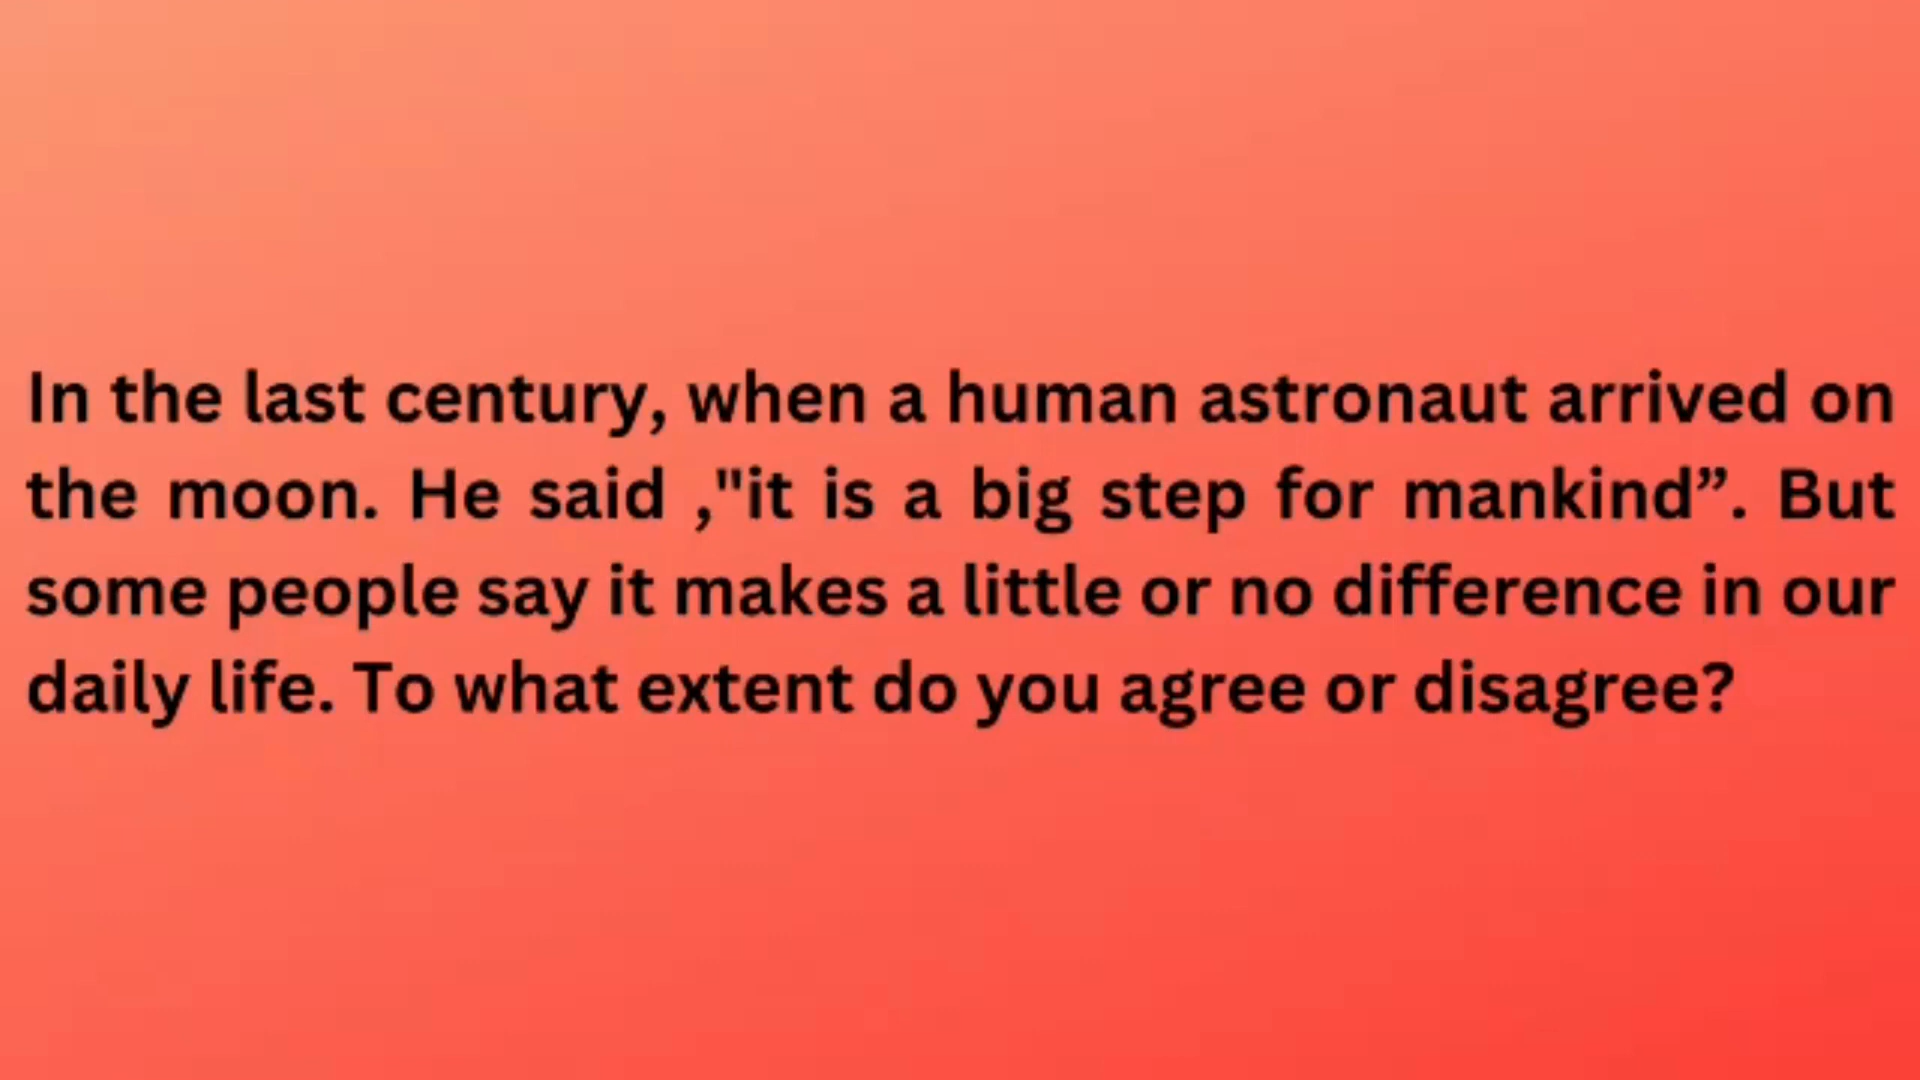 In the last century, when a human astronaut arrived on
the moon. He said ,"it is a big step for mankind”. But
some people say it makes a little or no difference in our
daily life. To what extent do you agree or disagree?